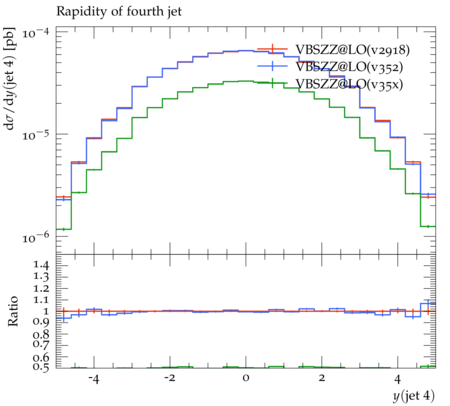 Rapidity of fourth jet
dσ/dy(jet 4) [pb]
10⁻⁴
10⁻⁵
10⁻⁶
VBSZZ@LO(v2918)
VBSZZ@LO(v352)
VBSZZ@LO(v35x)
Ratio
1.4
1.3
1.2
1.1
1
0.9
0.8
0.7
0.6
0.5
-4 -2 0 2 4
y(jet 4)